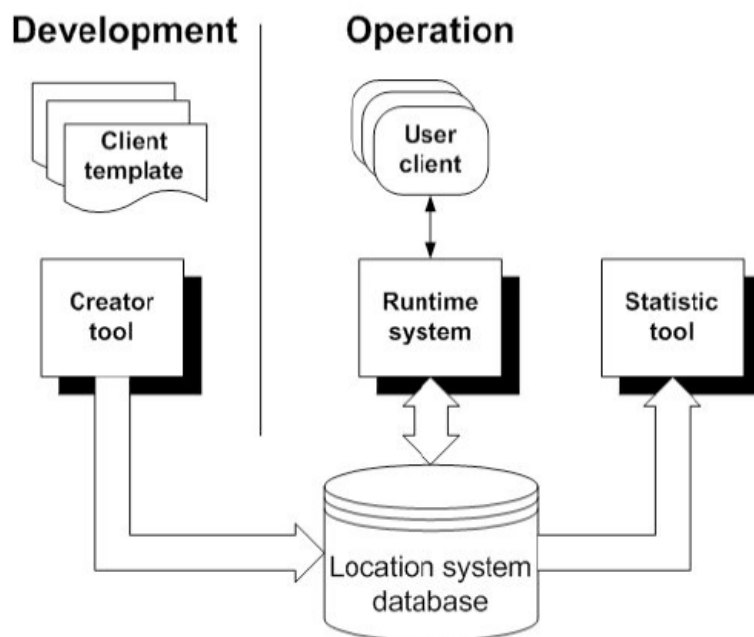 Development
Operation
Client
template
User
client
Creator
tool
Runtime
system
Statistic
tool
Location system
database